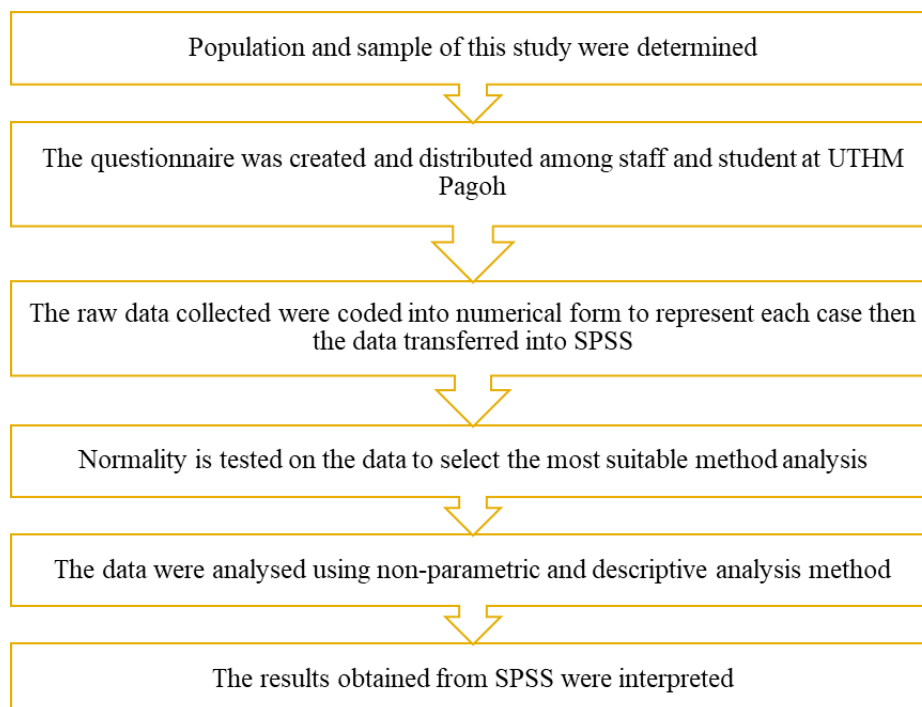 Population and sample of this study were determined
The questionnaire was created and distributed among staff and student at UTHM
Pagoh
The raw data collected were coded into numerical form to represent each case then
the data transferred into SPSS
Normality is tested on the data to select the most suitable method analysis
The data were analysed using non-parametric and descriptive analysis method
The results obtained from SPSS were interpreted